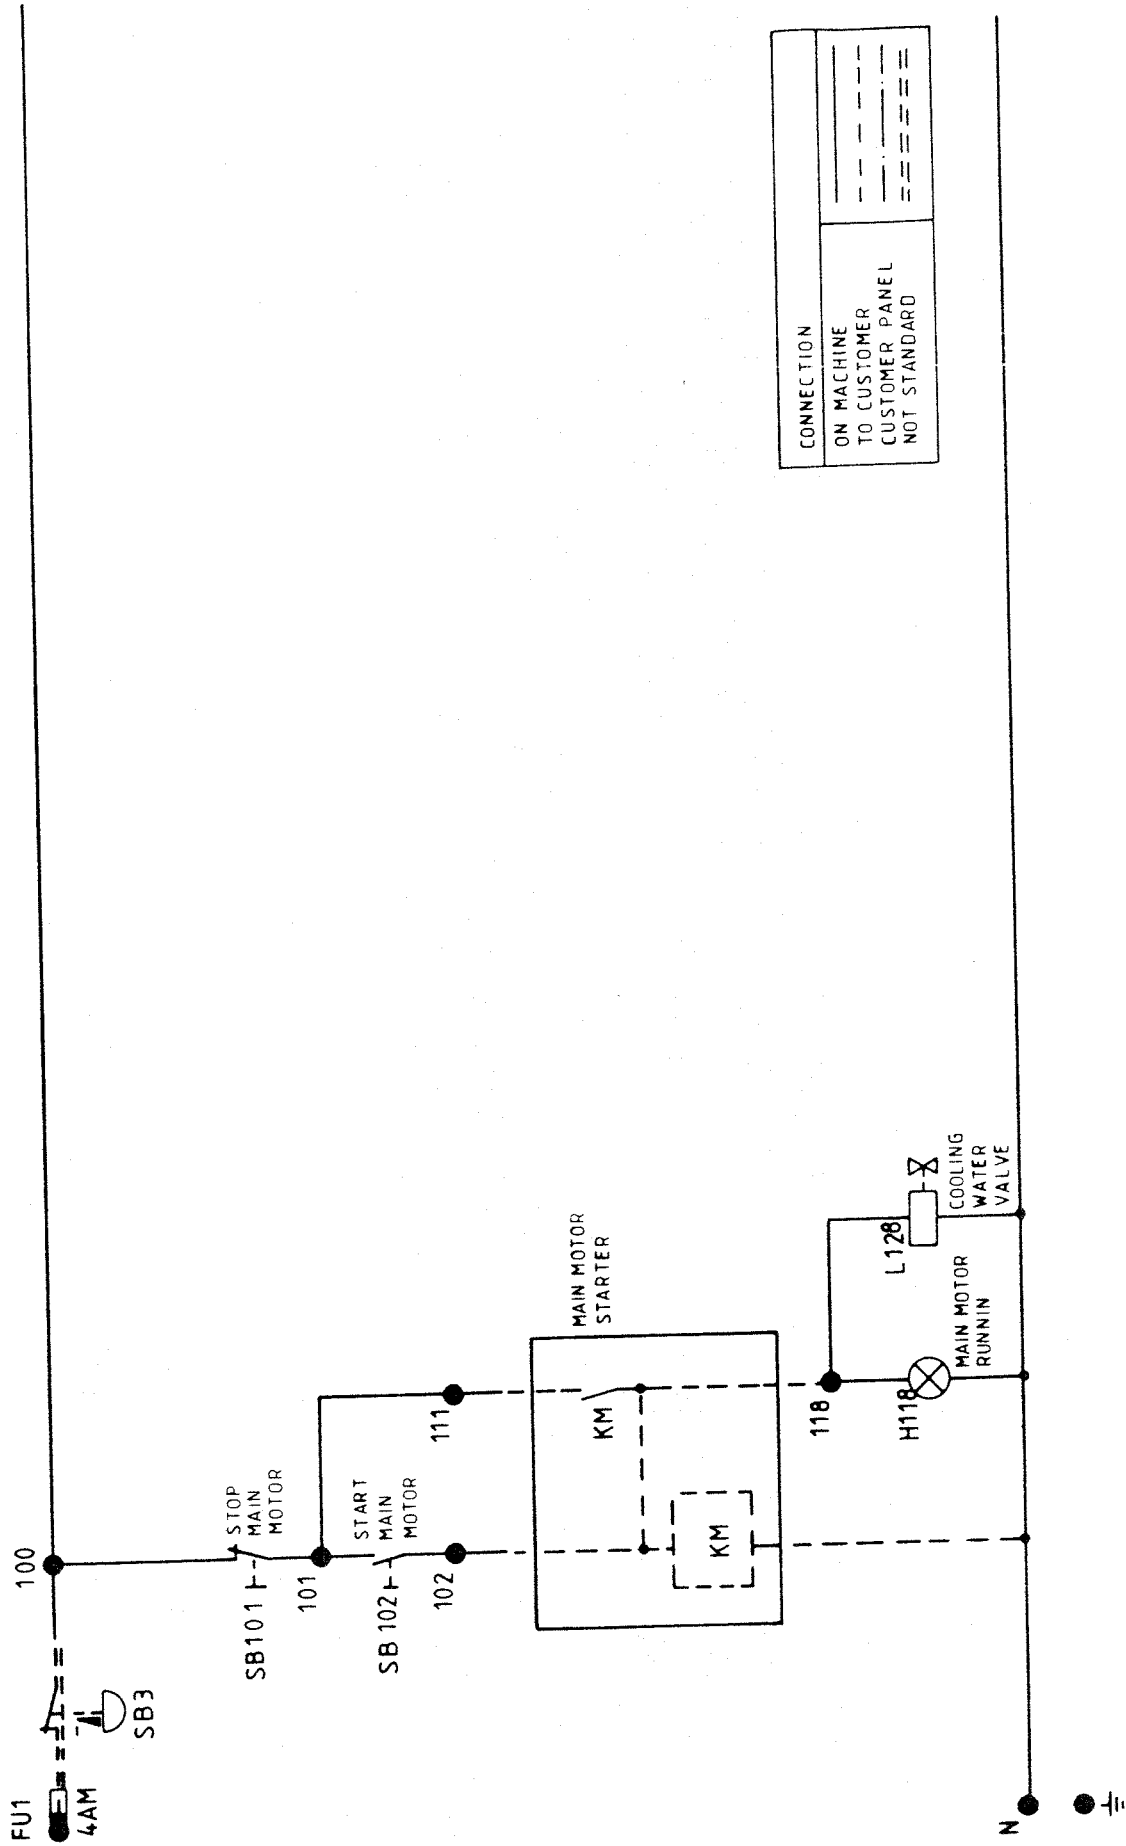 FU1
4AM
SB3
100
SB101
STOP
MAIN
MOTOR
101
SB 102
START
MAIN
MOTOR
102
111
MAIN MOTOR
STARTER
KM
KM
118
H118
MAIN MOTOR
RUNNIN
L128
COOLING
WATER
VALVE
N
CONNECTION
ON MACHINE
TO CUSTOMER
CUSTOMER PANEL
NOT STANDARD